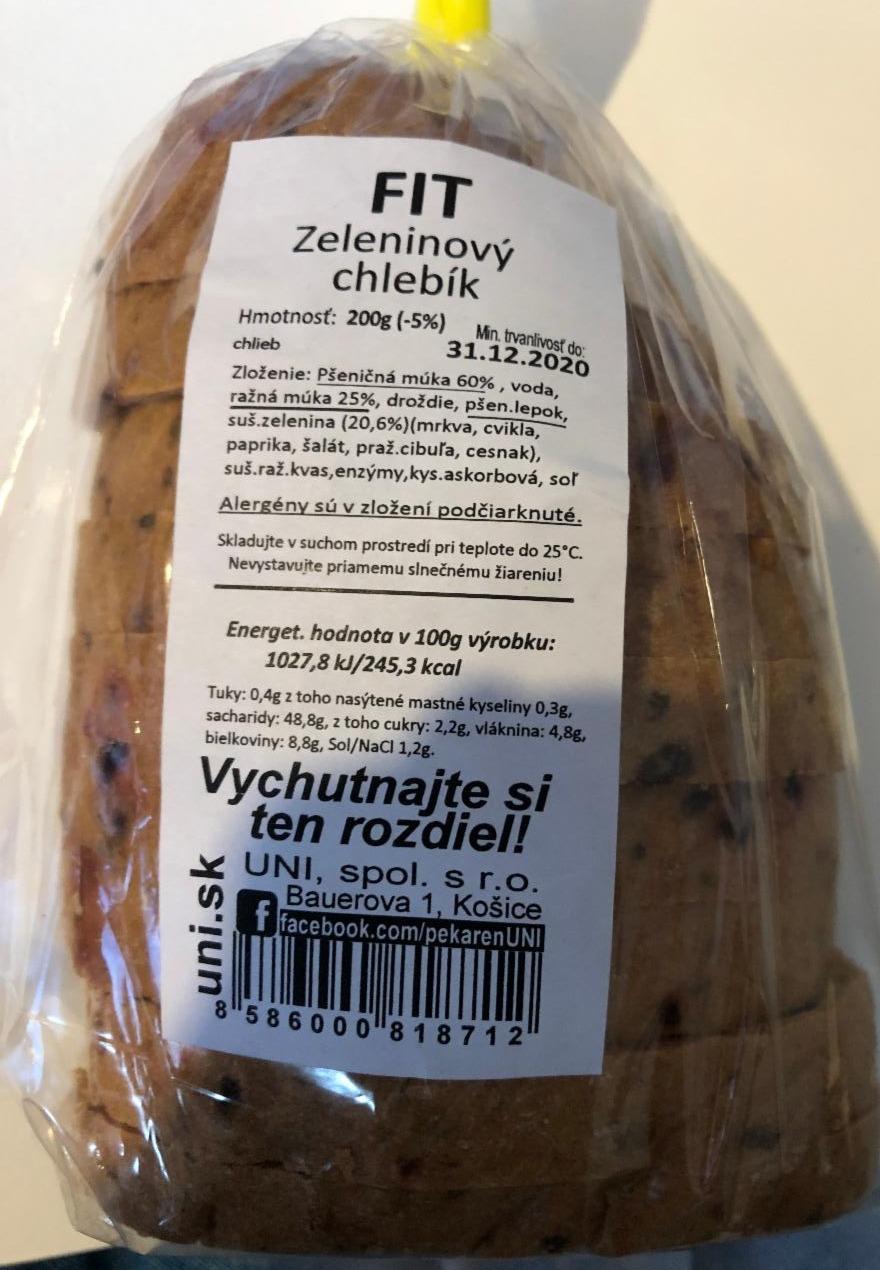 FIT
Zeleninový
chlebík
Hmotnosť: 200g (-5%)
chlieb
Min. trvanlivosť do:
31.12.2020
Zloženie: Pšeničná múka 60% , voda,
ražná múka 25%, droždie, pšen.lepok,
suš.zelenina (20,6%)(mrkva, cvikla,
paprika, šalát, praž.cibuľa, cesnak),
suš.raž.kvas,enzýmy,kys.askorbová, soľ
Alergény sú v zložení podčiarknuté.
Skladujte v suchom prostredí pri teplote do 25°C.
Nevystavujte priamemu slnečnému žiareniu!
Energet. hodnota v 100g výrobku:
1027,8 kJ/245,3 kcal
Tuky: 0,4g z toho nasýtené mastné kyseliny 0,3g,
sacharidy: 48,8g, z toho cukry: 2,2g, vláknina: 4,8g,
bielkoviny: 8,8g, Sol/NaCl 1,2g.
Vychutnajte si
ten rozdiel!
uni.sk
UNI, spol. s r.o.
Bauerova 1, Košice
f facebook.com/pekarenUNI
8 586000 818712